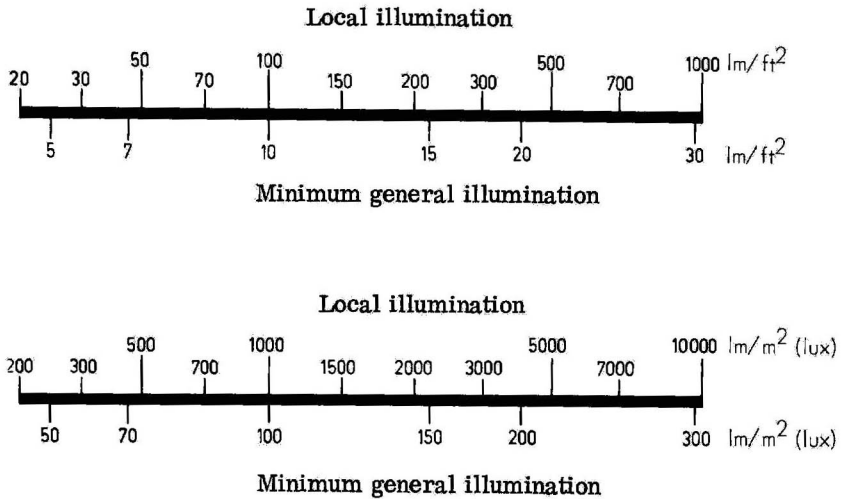 Local illumination
20 30 50 70 100 150 200 300 500 700 1000 lm/ft²
5 7 10 15 20 30 lm/ft²
Minimum general illumination
Local illumination
200 300 500 700 1000 1500 2000 3000 5000 7000 10000 lm/m² (lux)
50 70 100 150 200 300 lm/m² (lux)
Minimum general illumination